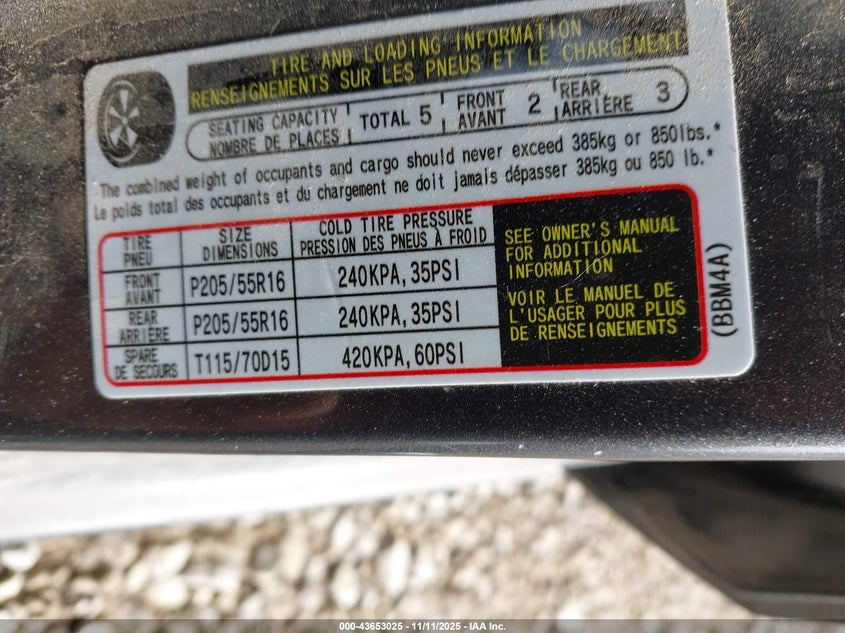 TIRE AND LOADING INFORMATION
RENSEIGNEMENTS SUR LES PNEUS ET LE CHARGEMENT
SEATING CAPACITY
NOMBRE DE PLACES
TOTAL 5
FRONT
AVANT
2
REAR
ARRIÈRE
3
The combined weight of occupants and cargo should never exceed 385kg or 850lbs.*
Le poids total des occupants et du chargement ne doit jamais dépasser 385kg ou 850 lb.*
TIRE
PNEU
SIZE
DIMENSIONS
COLD TIRE PRESSURE
PRESSION DES PNEUS À FROID
FRONT
AVANT
P205/55R16
240KPA, 35PSI
REAR
ARRIÈRE
P205/55R16
240KPA, 35PSI
SPARE
DE SECOURS
T115/70D15
420KPA, 60PSI
SEE OWNER'S MANUAL
FOR ADDITIONAL
INFORMATION
VOIR LE MANUEL DE
L'USAGER POUR PLUS
DE RENSEIGNEMENTS
(BBM4A)
000-43653025 - 11/11/2025 - IAA Inc.